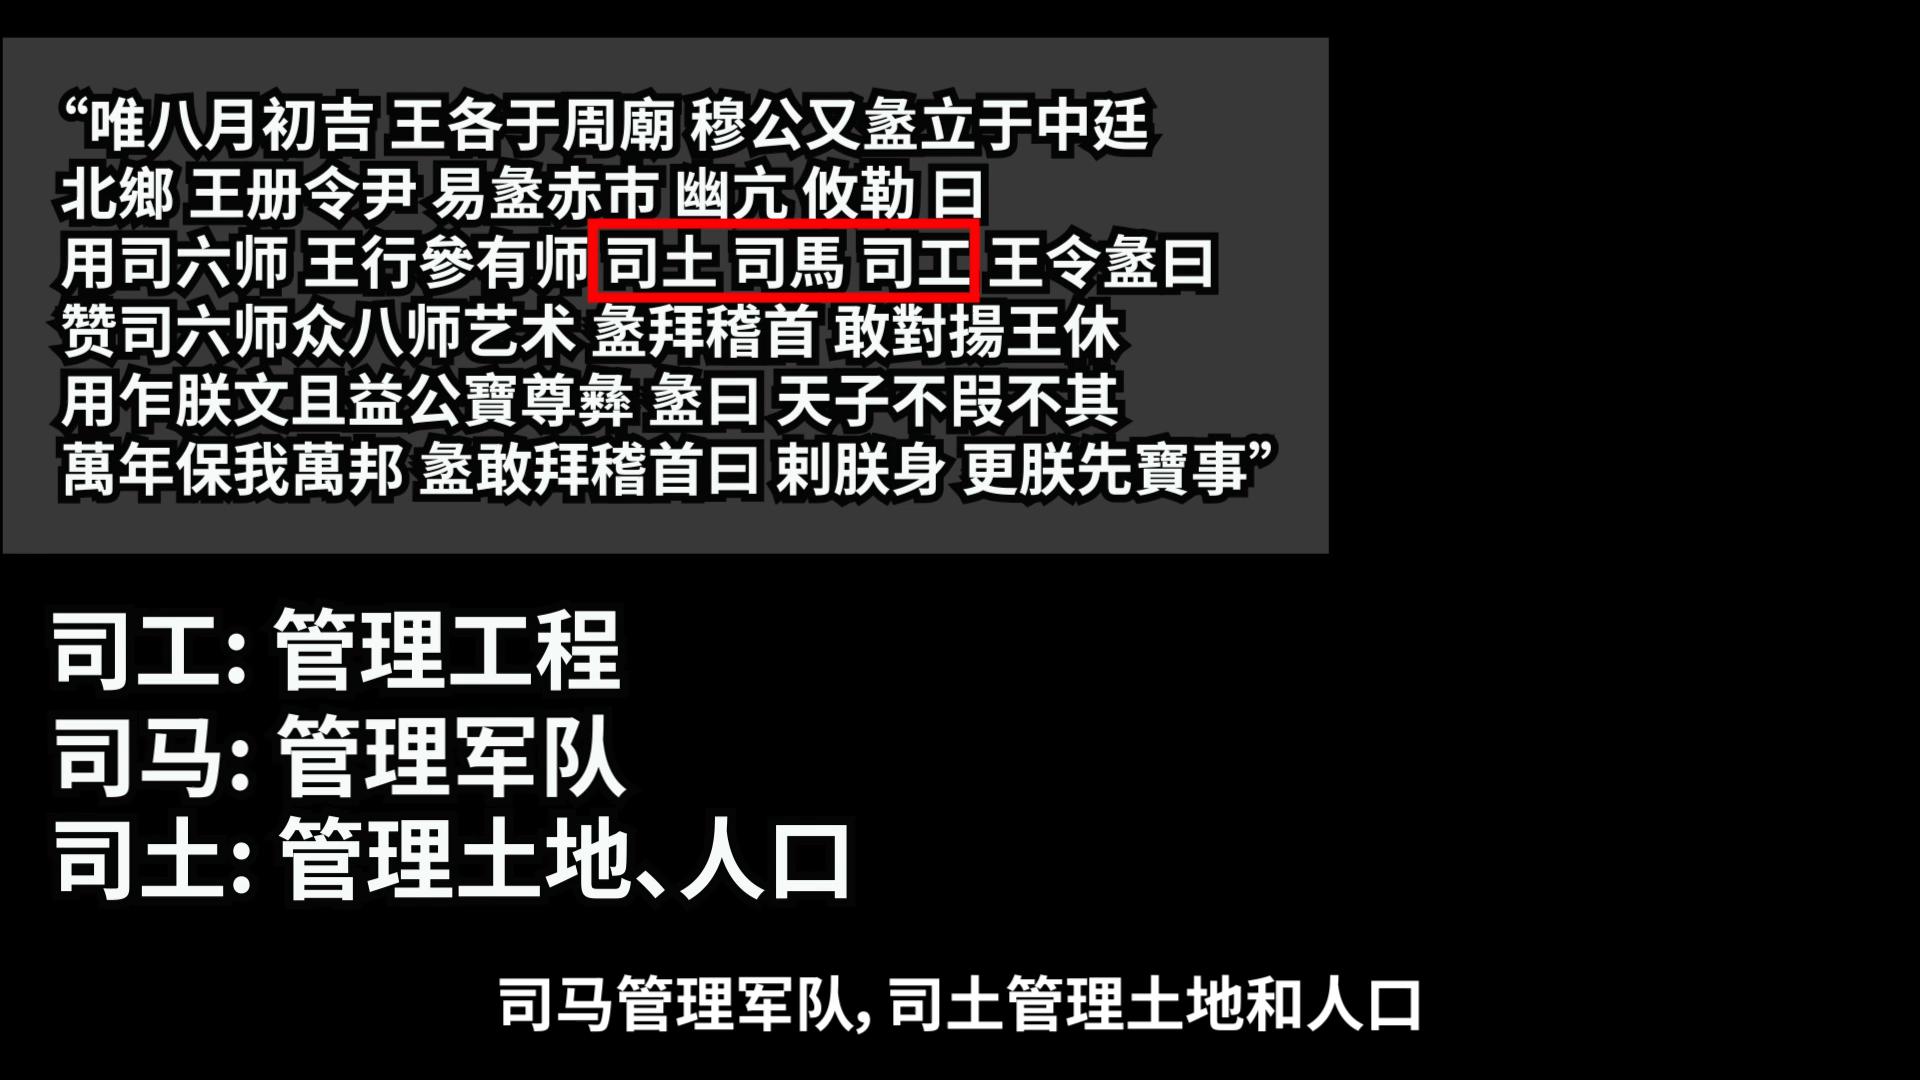 “唯八月初吉 王各于周廟 穆公又盠立于中廷
北鄉 王册令尹 易盠赤市 幽亢 攸勒 曰
用司六师 王行參有师 司土 司馬 司工 王令盠曰
赞司六师众八师艺术 盠拜稽首 敢對揚王休
用乍朕文且益公寶尊彝 盠曰 天子不叚不其
萬年保我萬邦 盠敢拜稽首曰 剌朕身 更朕先寶事”
司工: 管理工程
司马: 管理军队
司土: 管理土地、人口
司马管理军队, 司土管理土地和人口